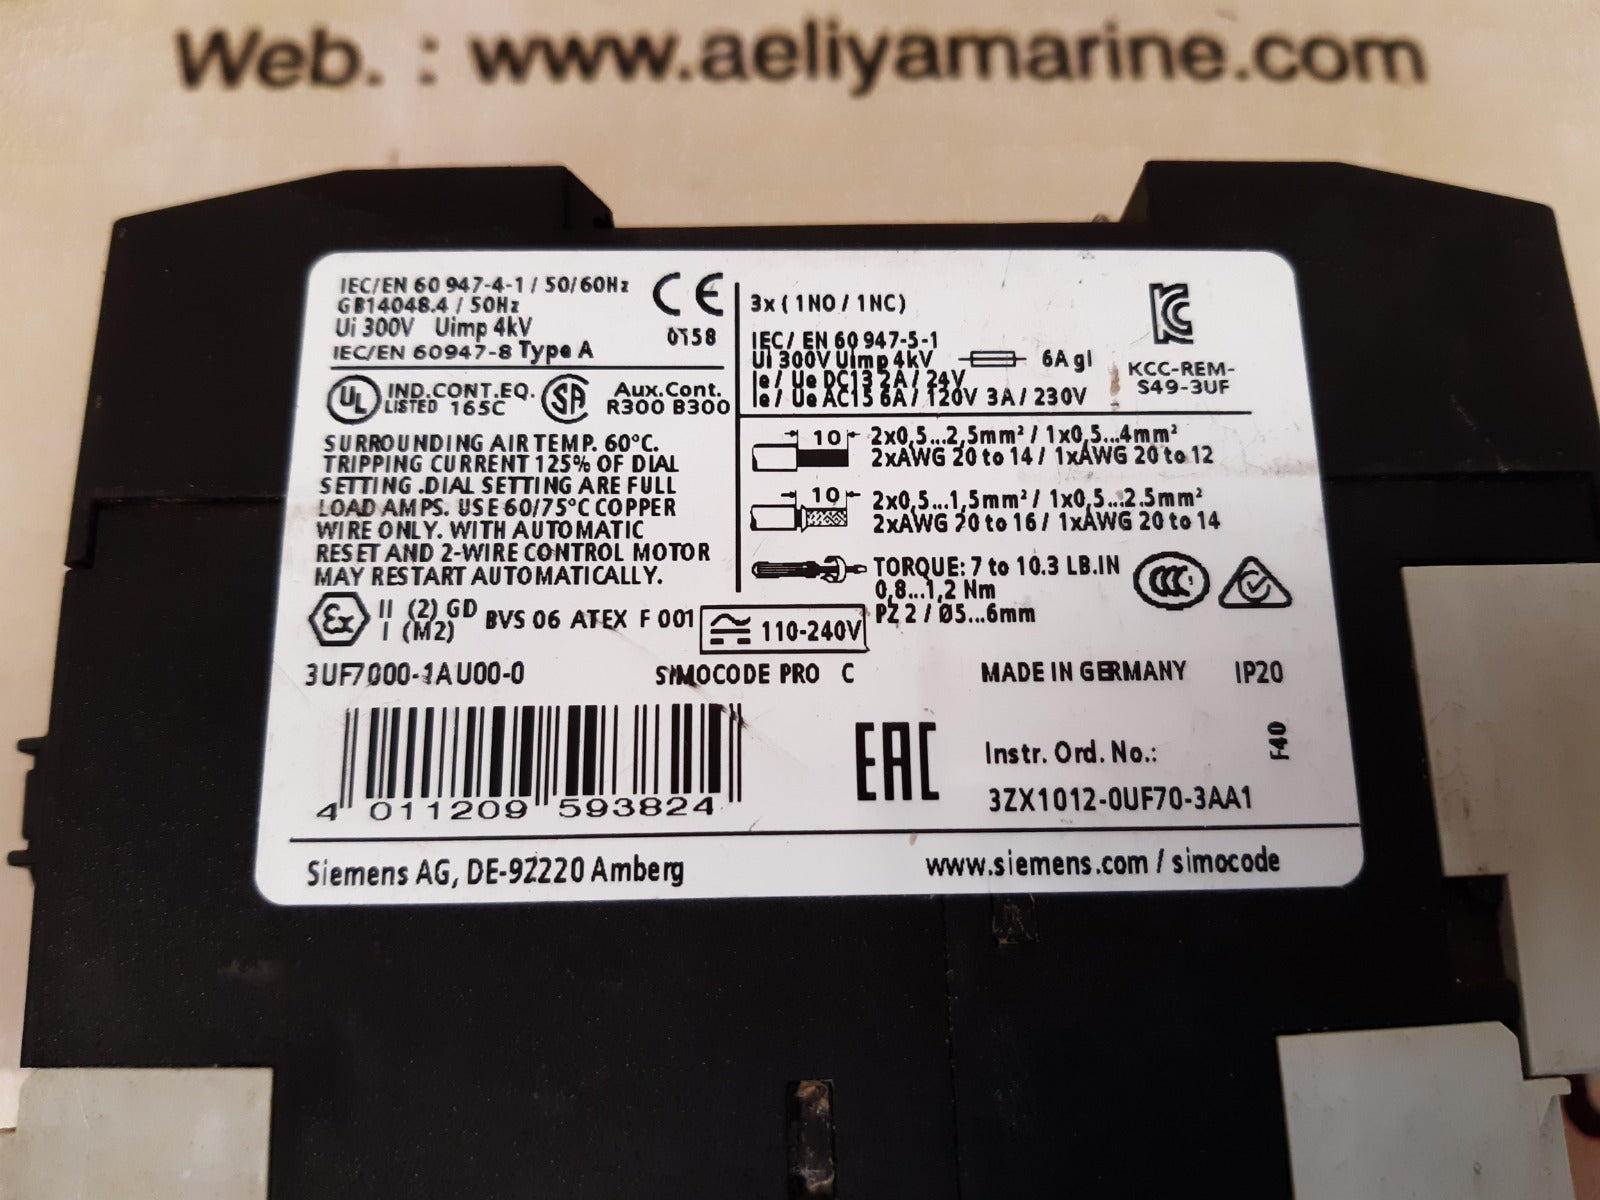 Web. : www.aeliyamarine.com
IEC/EN 60 947-4-1 / 50/60Hz
GB14048.4 / 50Hz
Ui 300V Uimp 4kV
IEC/EN 60947-8 Type A
CE
0158
UL IND.CONT.EQ.
LISTED 165C
SA Aux.Cont.
R300 B300
SURROUNDING AIR TEMP. 60°C.
TRIPPING CURRENT 125% OF DIAL
SETTING .DIAL SETTING ARE FULL
LOAD AMPS. USE 60/75°C COPPER
WIRE ONLY. WITH AUTOMATIC
RESET AND 2-WIRE CONTROL MOTOR
MAY RESTART AUTOMATICALLY.
3x ( 1NO / 1NC)
IEC/ EN 60 947-5-1
Ui 300V Uimp 4kV 6A gl
Ie / Ue DC13 2A / 24V
Ie / Ue AC15 6A / 120V 3A / 230V
KC
KCC-REM-
S49-3UF
10 2x0,5...2,5mm² / 1x0,5...4mm²
2xAWG 20 to 14 / 1xAWG 20 to 12
10 2x0,5...1,5mm² / 1x0,5...2.5mm²
2xAWG 20 to 16 / 1xAWG 20 to 14
TORQUE: 7 to 10.3 LB.IN
0,8...1,2 Nm
PZ 2 / Ø5...6mm
CCC
Ex II (2) GD
I (M2)
BVS 06 ATEX F 001
110-240V
3UF7000-1AU00-0 SIMOCODE PRO C MADE IN GERMANY IP20
4 011209 593824
EAC
Instr. Ord. No.:
3ZX1012-0UF70-3AA1
F40
Siemens AG, DE-92220 Amberg www.siemens.com / simocode